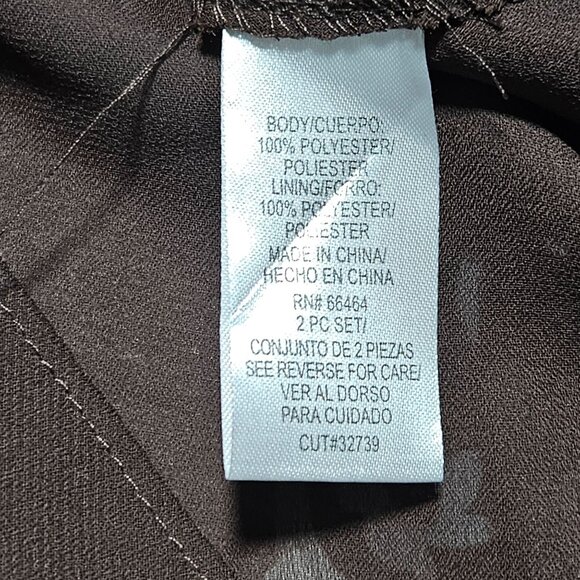 BODY/CUERPO:
100% POLYESTER/
POLIESTER
LINING/FORRO:
100% POLYESTER/
POLIESTER
MADE IN CHINA/
HECHO EN CHINA
RN# 66464
2 PC SET/
CONJUNTO DE 2 PIEZAS
SEE REVERSE FOR CARE/
VER AL DORSO
PARA CUIDADO
CUT#32739